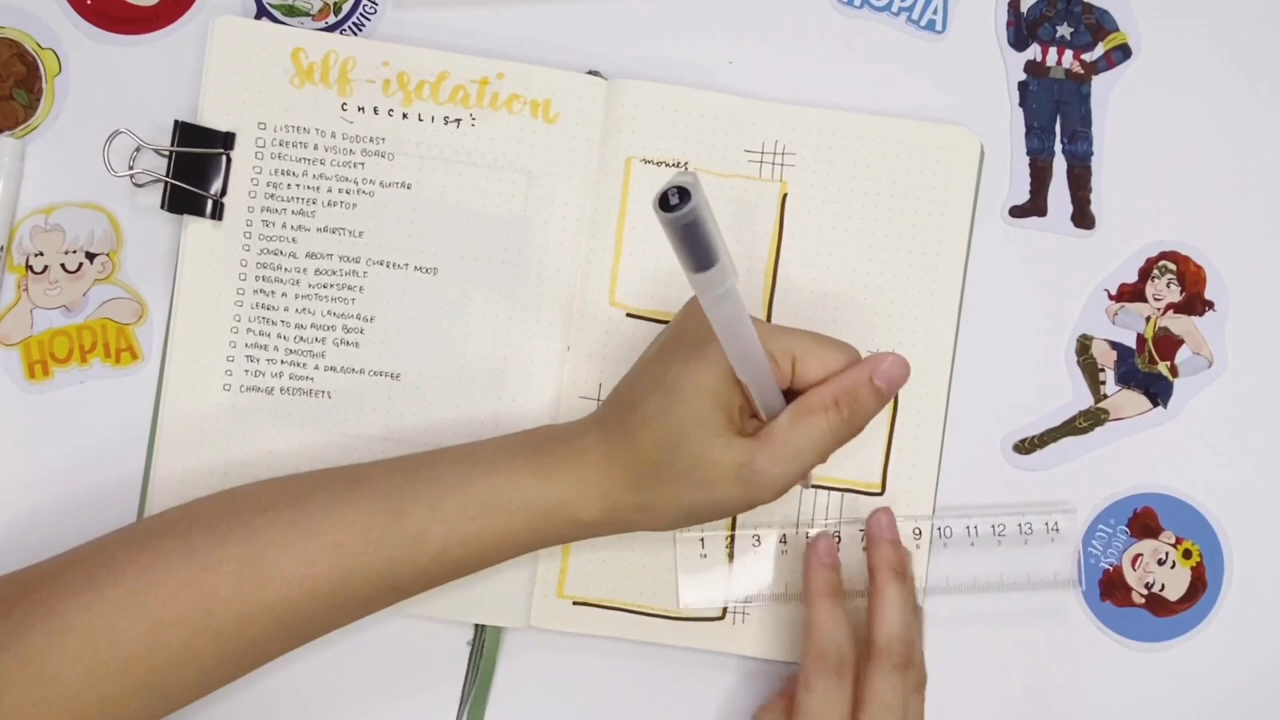 HOPIA
SINIG
Self-isolation
CHECKLIST
LISTEN TO A PODCAST
CREATE A VISION BOARD
DECLUTTER CLOSET
LEARN A NEW SONG ON GUITAR
FACETIME A FRIEND
DECLUTTER LAPTOP
PAINT NAILS
TRY A NEW HAIRSTYLE
DOODLE
JOURNAL ABOUT YOUR CURRENT MOOD
ORGANIZE BOOKSHELF
ORGANIZE WORKSPACE
HAVE A PHOTOSHOOT
LEARN A NEW LANGUAGE
LISTEN TO AN AUDIO BOOK
PLAY AN ONLINE GAME
MAKE A SMOOTHIE
TRY TO MAKE A DALGONA COFFEE
TIDY UP ROOM
CHANGE BEDSHEETS
movies
HOPIA
1 2 3 4 5 6 7 9 10 11 12 13 14
CHOOSE
LOVE